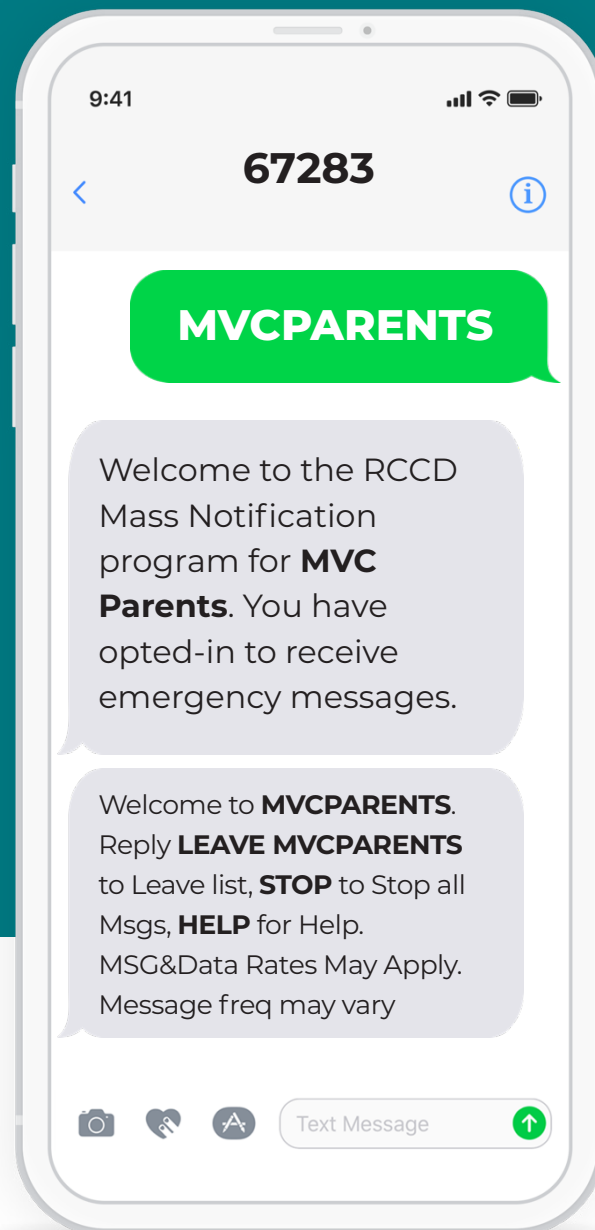 9:41
67283
MVCPARENTS
Welcome to the RCCD
Mass Notification
program for MVC
Parents. You have
opted-in to receive
emergency messages.
Welcome to MVCPARENTS.
Reply LEAVE MVCPARENTS
to Leave list, STOP to Stop all
Msgs, HELP for Help.
MSG&Data Rates May Apply.
Message freq may vary
Text Message